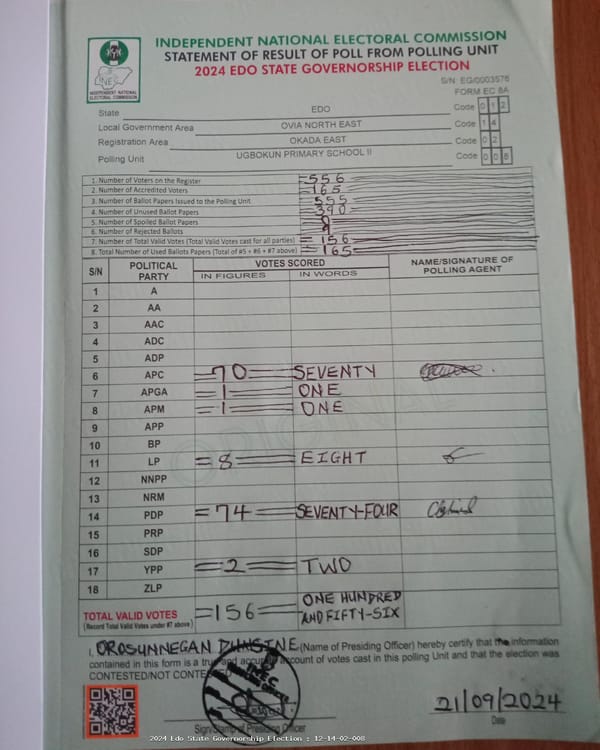 INDEPENDENT NATIONAL ELECTORAL COMMISSION
STATEMENT OF RESULT OF POLL FROM POLLING UNIT
2024 EDO STATE GOVERNORSHIP ELECTION
INDEPENDENT NATIONAL ELECTORAL COMMISSION
S/N: EG/0003576
FORM EC 8A
State EDO Code 0 1 2
Local Government Area OVIA NORTH EAST Code 1 4
Registration Area OKADA EAST Code 0 2
Polling Unit UGBOKUN PRIMARY SCHOOL II Code 0 0 8
1. Number of Voters on the Register =556
2. Number of Accredited Voters =165
3. Number of Ballot Papers Issued to the Polling Unit =555
4. Number of Unused Ballot Papers =390
5. Number of Spoiled Ballot Papers
6. Number of Rejected Ballots
7. Number of Total Valid Votes (Total Valid Votes cast for all parties) =156
8. Total Number of Used Ballots Papers (Total of #5 + #6 + #7 above) =165
S/N POLITICAL PARTY VOTES SCORED NAME/SIGNATURE OF POLLING AGENT
IN FIGURES IN WORDS
1 A
2 AA
3 AAC
4 ADC
5 ADP
6 APC =70= SEVENTY
7 APGA =1= ONE
8 APM =1= ONE
9 APP
10 BP
11 LP =8= EIGHT
12 NNPP
13 NRM
14 PDP =74= SEVENTY-FOUR
15 PRP
16 SDP
17 YPP =2= TWO
18 ZLP
TOTAL VALID VOTES =156= ONE HUNDRED AND FIFTY-SIX
(Record Total Valid Votes under #7 above)
I, OROSUNNEGAN (Name of Presiding Officer) hereby certify that the information
contained in this form is a true and accurate account of votes cast in this polling Unit and that the election was
CONTESTED/NOT CONTESTED
INEC
21/09/2024
Sign/Stamp of Presiding Officer
Date
2024 Edo State Governorship Election : 12-14-02-008